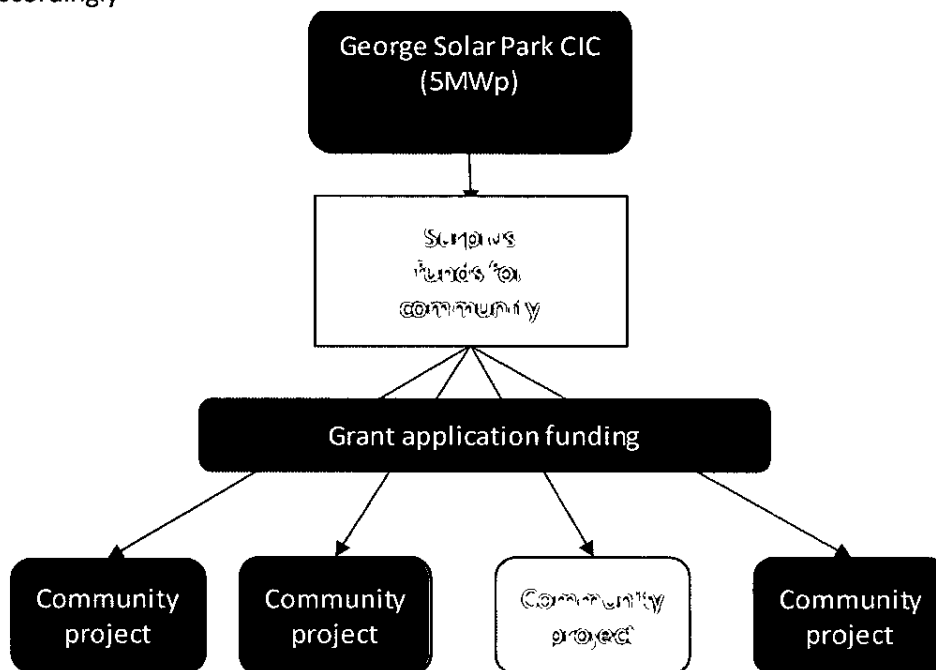 George Solar Park CIC
(5MWp)
Surplus
funds for
community
Grant application funding
Community
project
Community
project
Community
project
Community
project